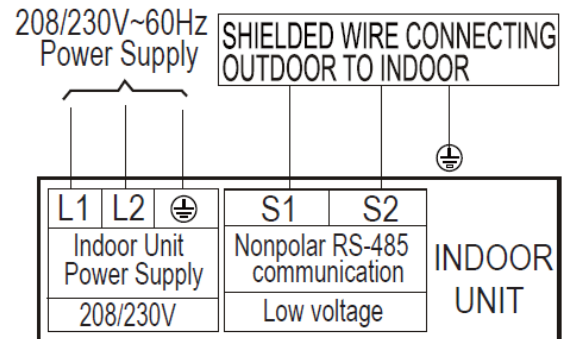 208/230V~60Hz
Power Supply
SHIELDED WIRE CONNECTING
OUTDOOR TO INDOOR
L1 L2
Indoor Unit
Power Supply
208/230V
S1 S2
Nonpolar RS-485
communication
Low voltage
INDOOR
UNIT